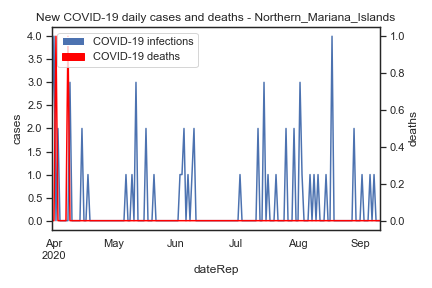 New COVID-19 daily cases and deaths - Northern_Mariana_Islands
COVID-19 infections
COVID-19 deaths
4.0
3.5
3.0
2.5
2.0
1.5
1.0
0.5
0.0
cases
1.0
0.8
0.6
0.4
0.2
0.0
deaths
Apr May Jun Jul Aug Sep
2020
dateRep